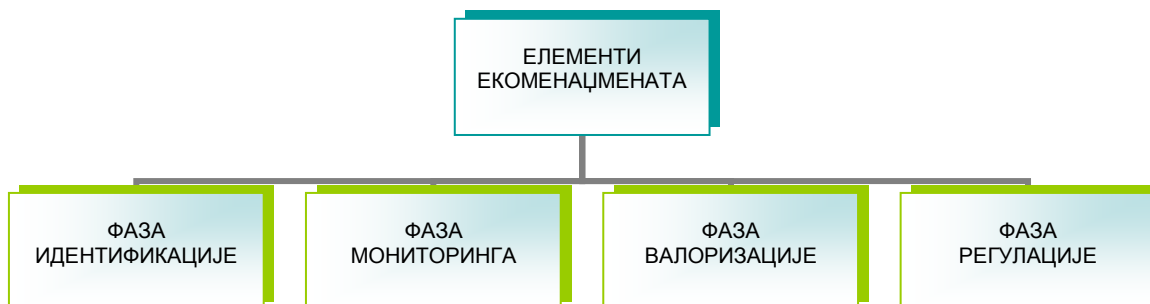 ЕЛЕМЕНТИ
ЕКОМЕНАЏМЕНАТА
ФАЗА
ИДЕНТИФИКАЦИЈЕ
ФАЗА
МОНИТОРИНГА
ФАЗА
ВАЛОРИЗАЦИЈЕ
ФАЗА
РЕГУЛАЦИЈЕ